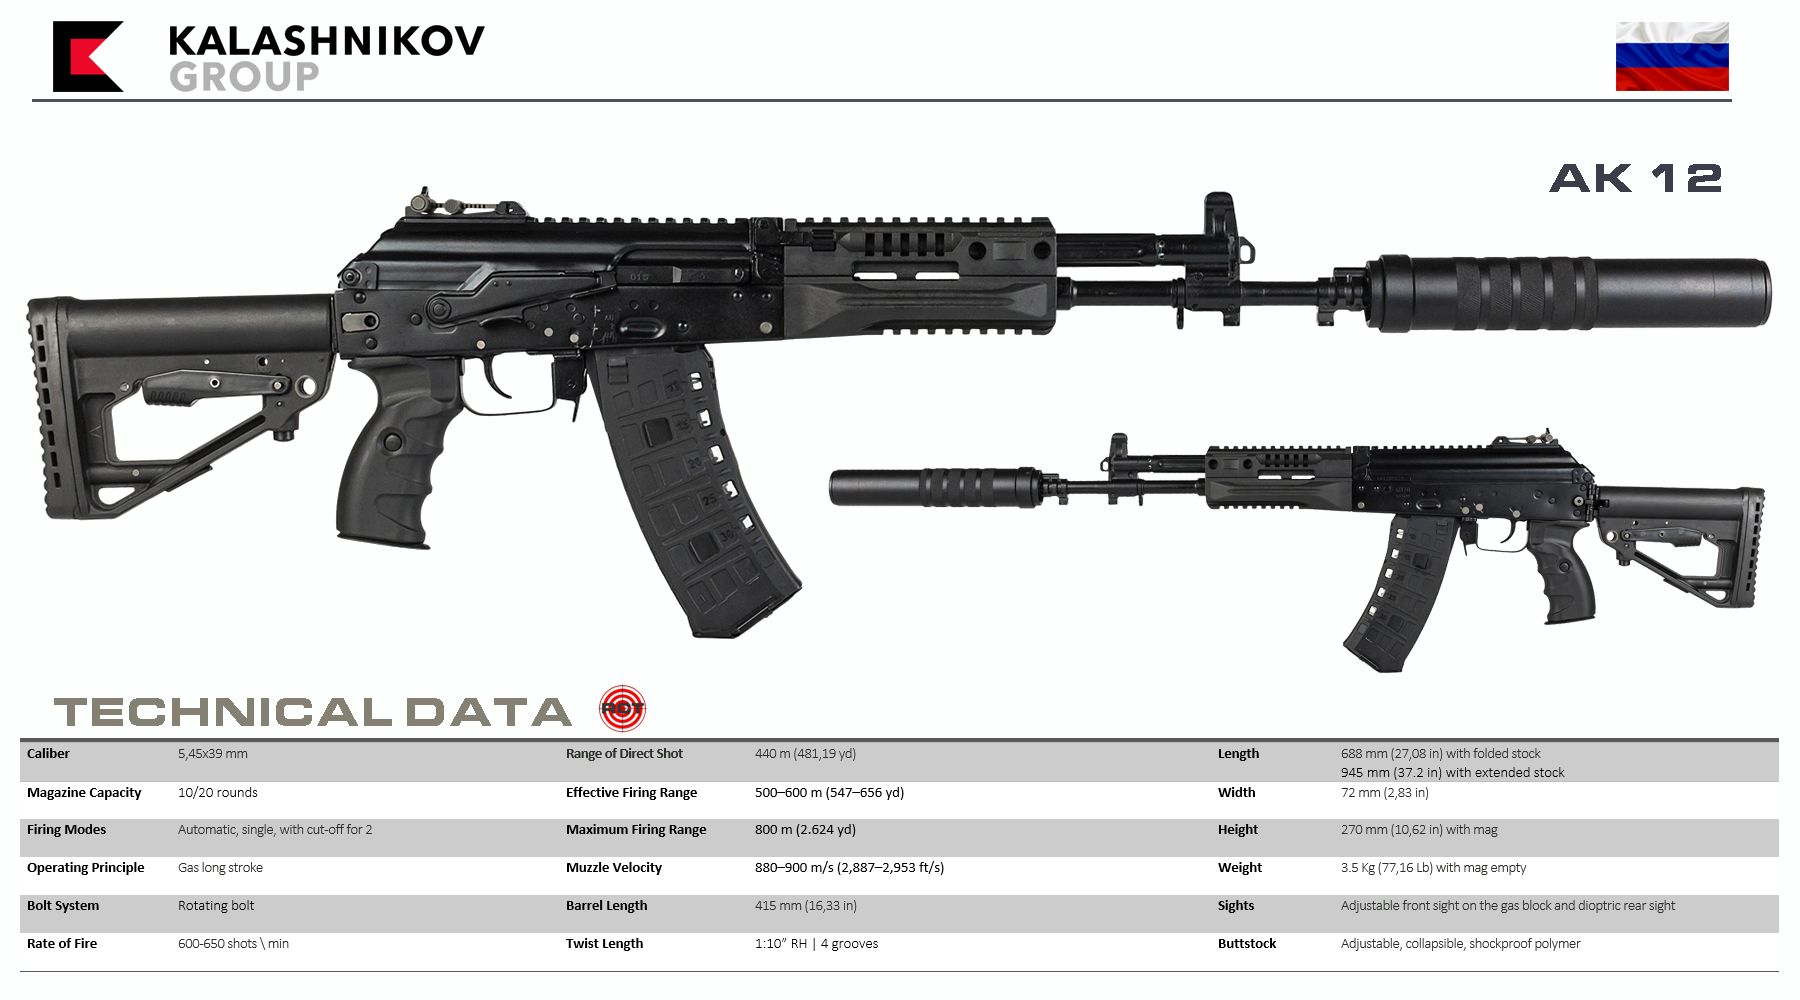 KALASHNIKOV
GROUP
AK 12
015
15
20
25
30
TECHNICAL DATA
RDT
Caliber 5,45x39 mm Range of Direct Shot 440 m (481,19 yd) Length 688 mm (27,08 in) with folded stock
945 mm (37.2 in) with extended stock
Magazine Capacity 10/20 rounds Effective Firing Range 500–600 m (547–656 yd) Width 72 mm (2,83 in)
Firing Modes Automatic, single, with cut-off for 2 Maximum Firing Range 800 m (2.624 yd) Height 270 mm (10,62 in) with mag
Operating Principle Gas long stroke Muzzle Velocity 880–900 m/s (2,887–2,953 ft/s) Weight 3.5 Kg (77,16 Lb) with mag empty
Bolt System Rotating bolt Barrel Length 415 mm (16,33 in) Sights Adjustable front sight on the gas block and dioptric rear sight
Rate of Fire 600-650 shots \ min Twist Length 1:10” RH | 4 grooves Buttstock Adjustable, collapsible, shockproof polymer